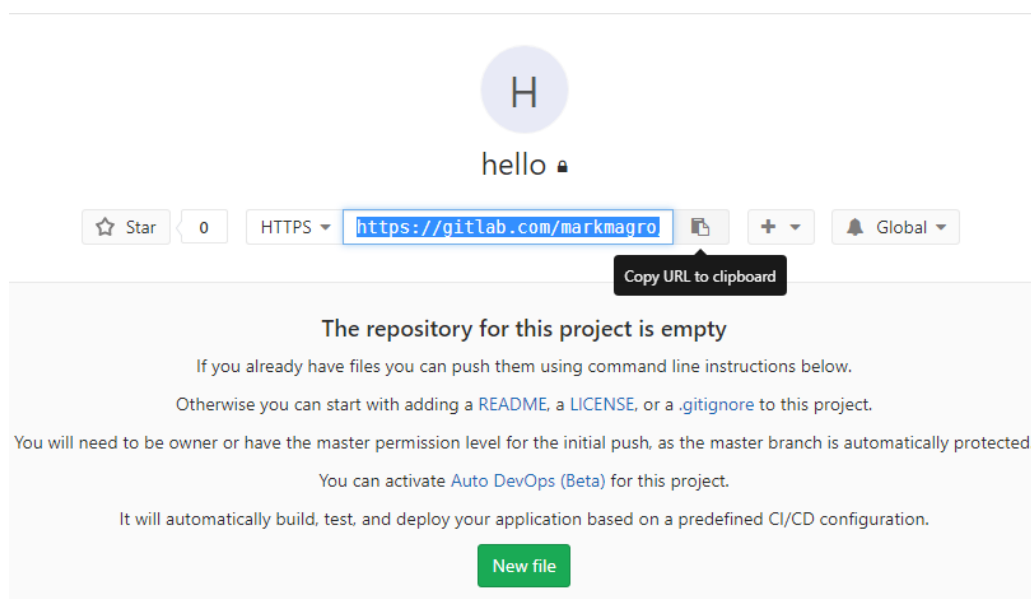 H
hello
Star 0 HTTPS https://gitlab.com/markmagro Global
Copy URL to clipboard
The repository for this project is empty
If you already have files you can push them using command line instructions below.
Otherwise you can start with adding a README, a LICENSE, or a .gitignore to this project.
You will need to be owner or have the master permission level for the initial push, as the master branch is automatically protected
You can activate Auto DevOps (Beta) for this project.
It will automatically build, test, and deploy your application based on a predefined CI/CD configuration.
New file